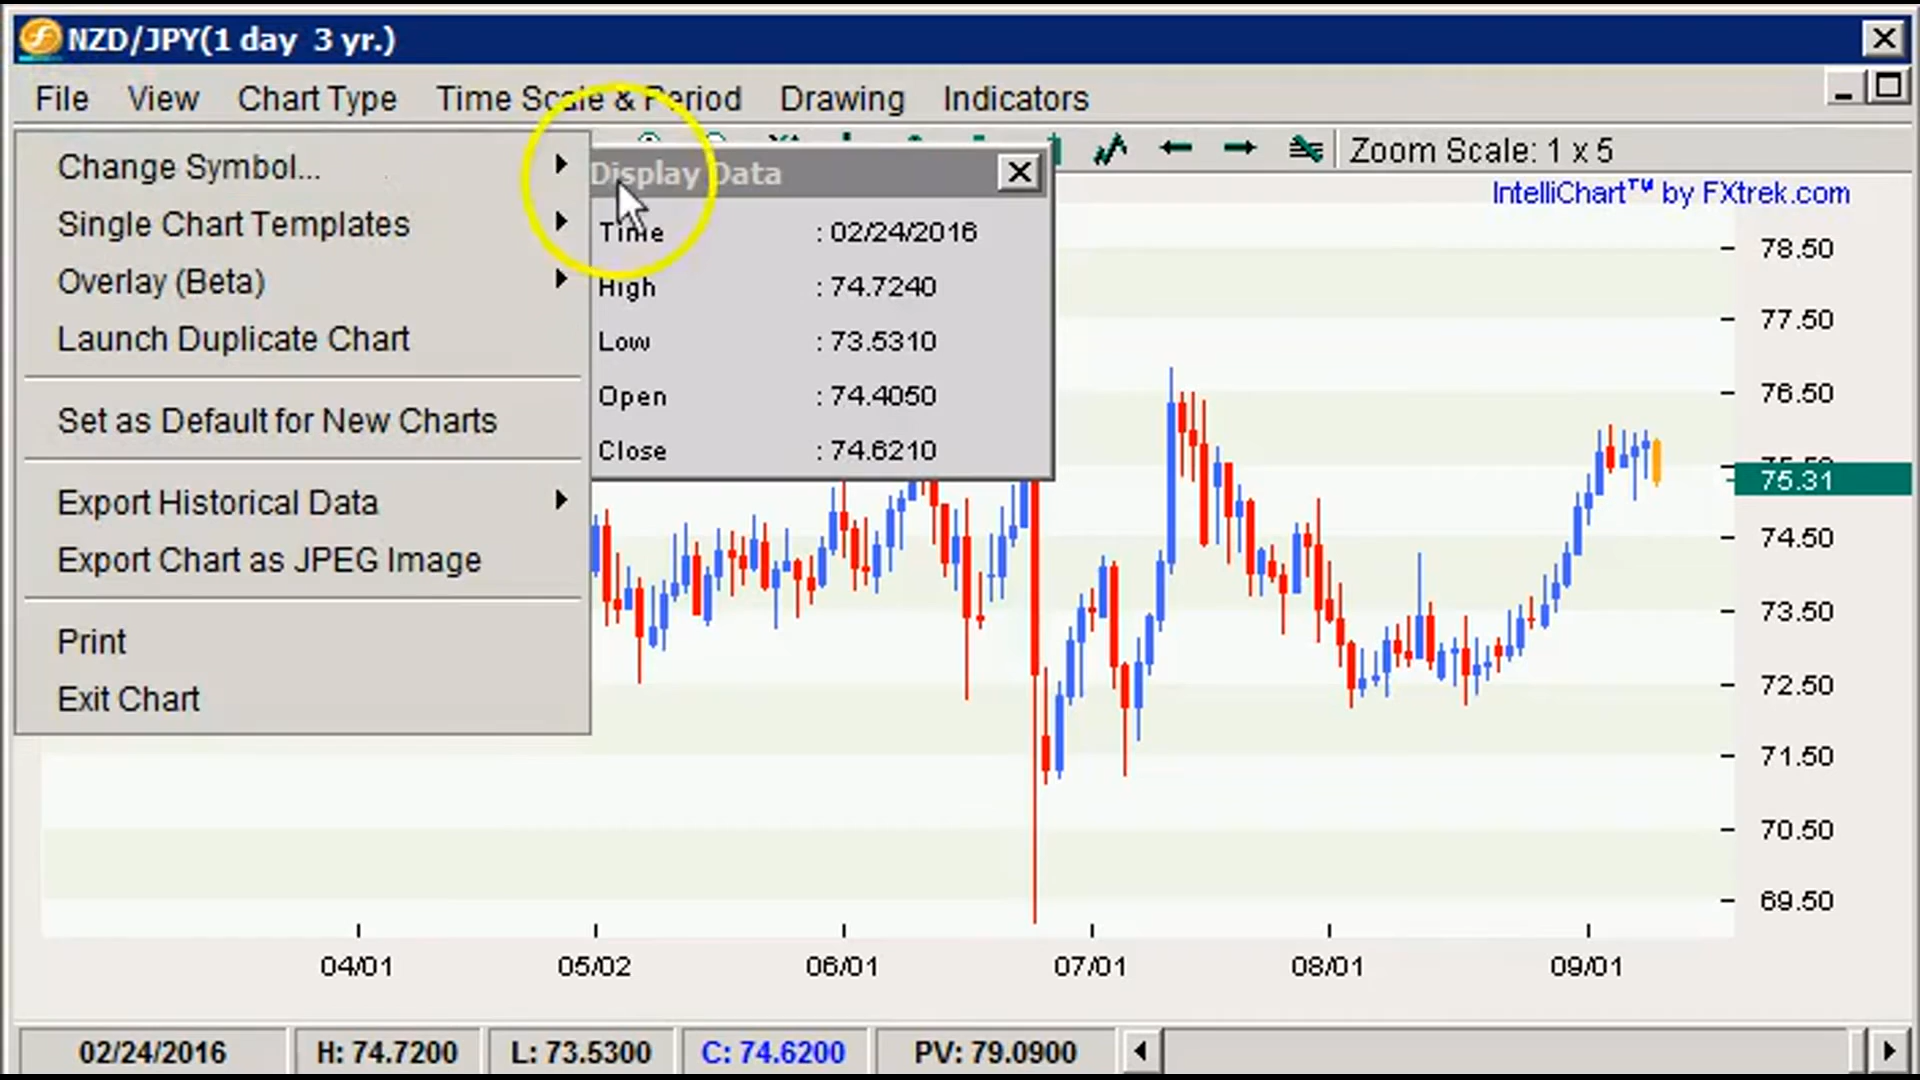 NZD/JPY(1 day 3 yr.)
File View Chart Type Time Scale & Period Drawing Indicators
Zoom Scale: 1 x 5
IntelliChart™ by FXtrek.com
Change Symbol...
Single Chart Templates
Overlay (Beta)
Launch Duplicate Chart
Set as Default for New Charts
Export Historical Data
Export Chart as JPEG Image
Print
Exit Chart
Display Data
Time : 02/24/2016
High : 74.7240
Low : 73.5310
Open : 74.4050
Close : 74.6210
78.50
77.50
76.50
75.31
74.50
73.50
72.50
71.50
70.50
69.50
04/01 05/02 06/01 07/01 08/01 09/01
02/24/2016 H: 74.7200 L: 73.5300 C: 74.6200 PV: 79.0900